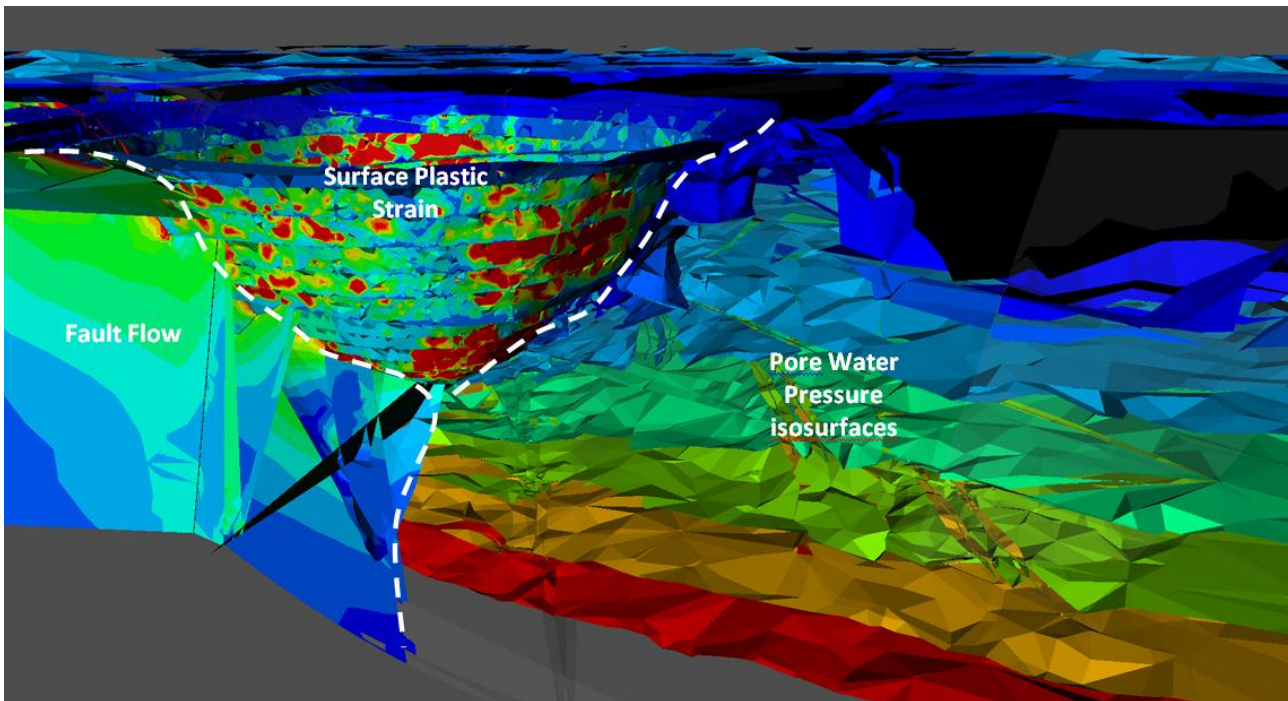 Surface Plastic
Strain
Fault Flow
Pore Water
Pressure
isosurfaces